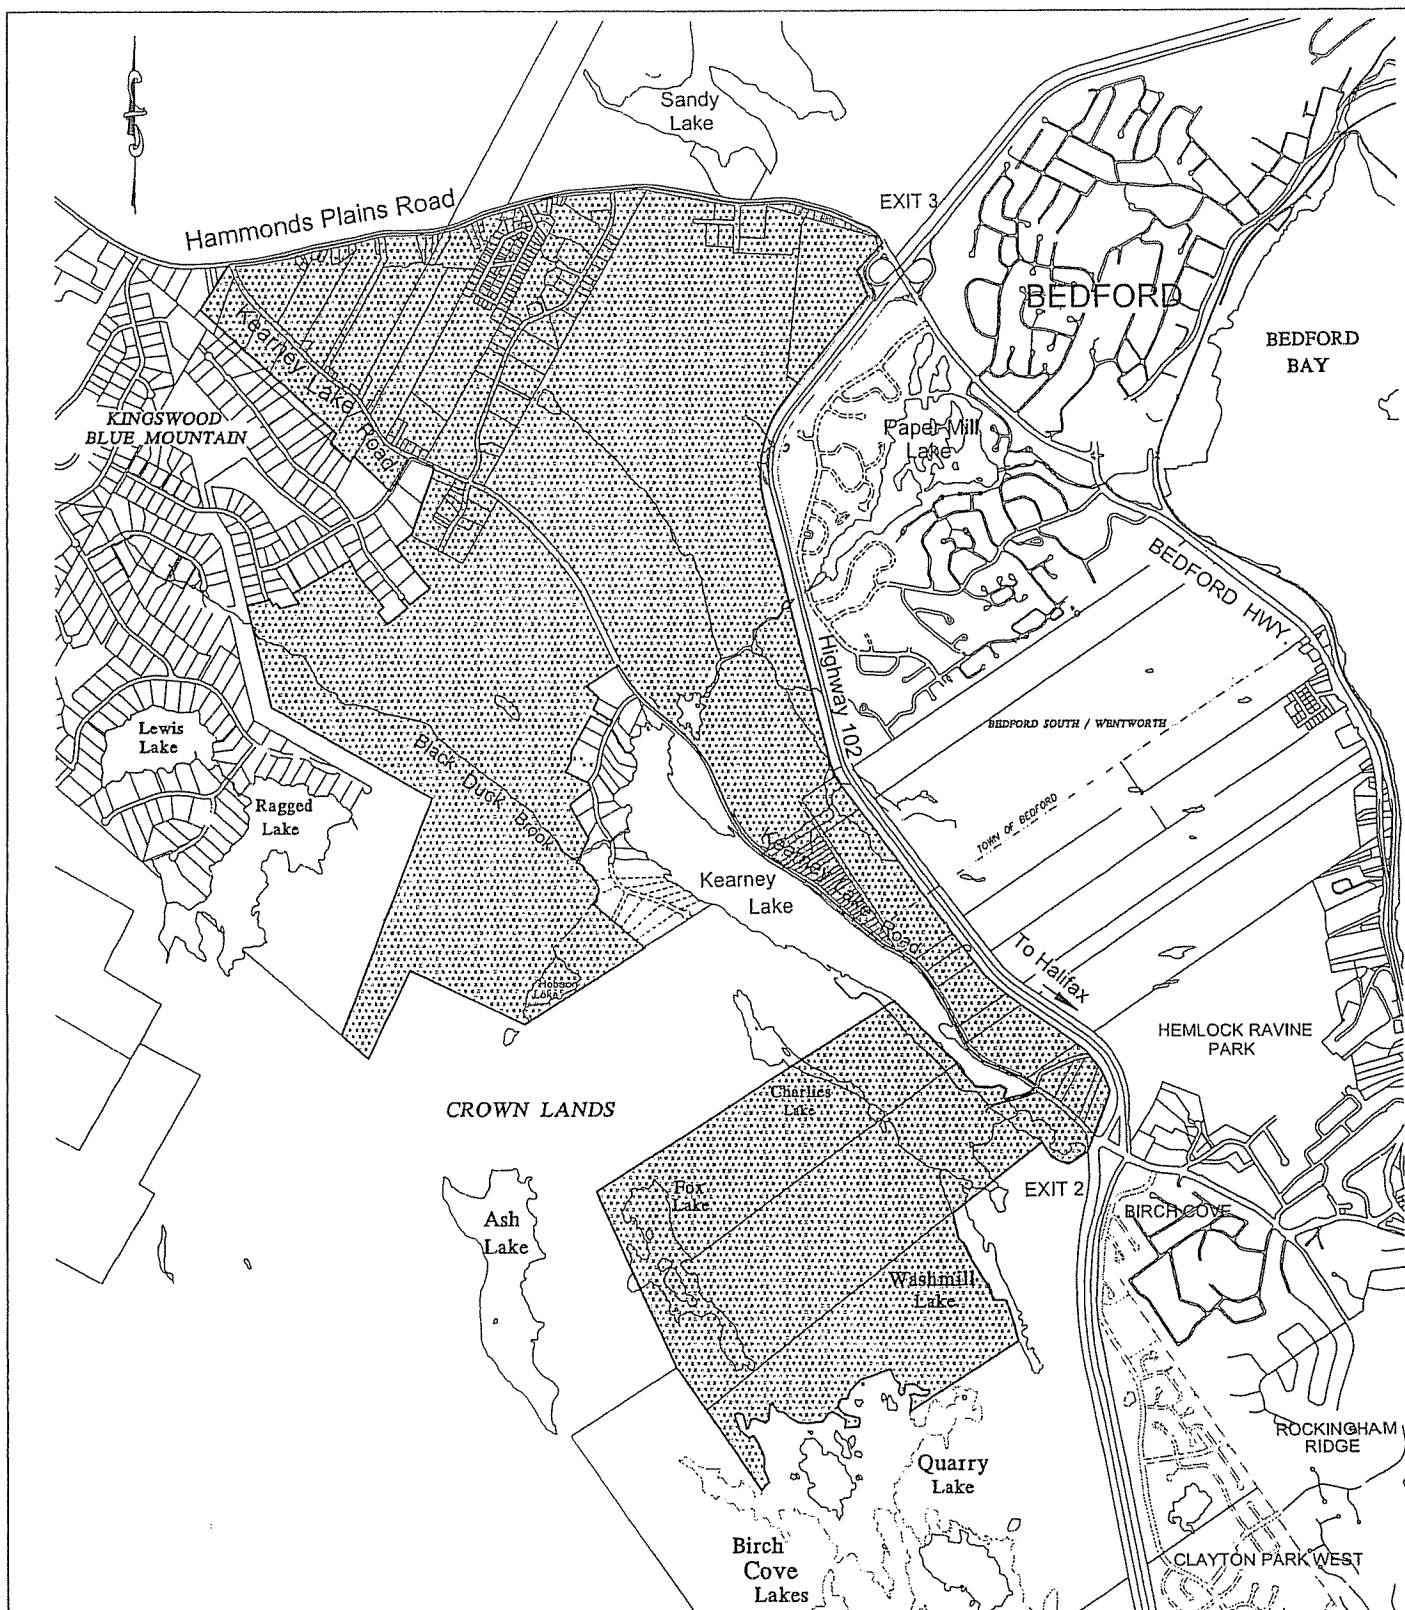 Sandy
Lake
EXIT 3
Hammonds Plains Road
BEDFORD
BEDFORD
BAY
Kearney Lake Road
KINGSWOOD
BLUE MOUNTAIN
Paper Mill
Lake
BEDFORD HWY.
Highway 102
BEDFORD SOUTH / WENTWORTH
Lewis
Lake
Black Duck Brook
Ragged
Lake
TOWN OF BEDFORD
Kearney Lake Road
Kearney
Lake
To Halifax
Hobson
Lake
HEMLOCK RAVINE
PARK
CROWN LANDS
Charlies
Lake
Fox
Lake
EXIT 2
Ash
Lake
BIRCH COVE
Washmill
Lake
ROCKINGHAM
RIDGE
Quarry
Lake
Birch
Cove
Lakes
CLAYTON PARK WEST